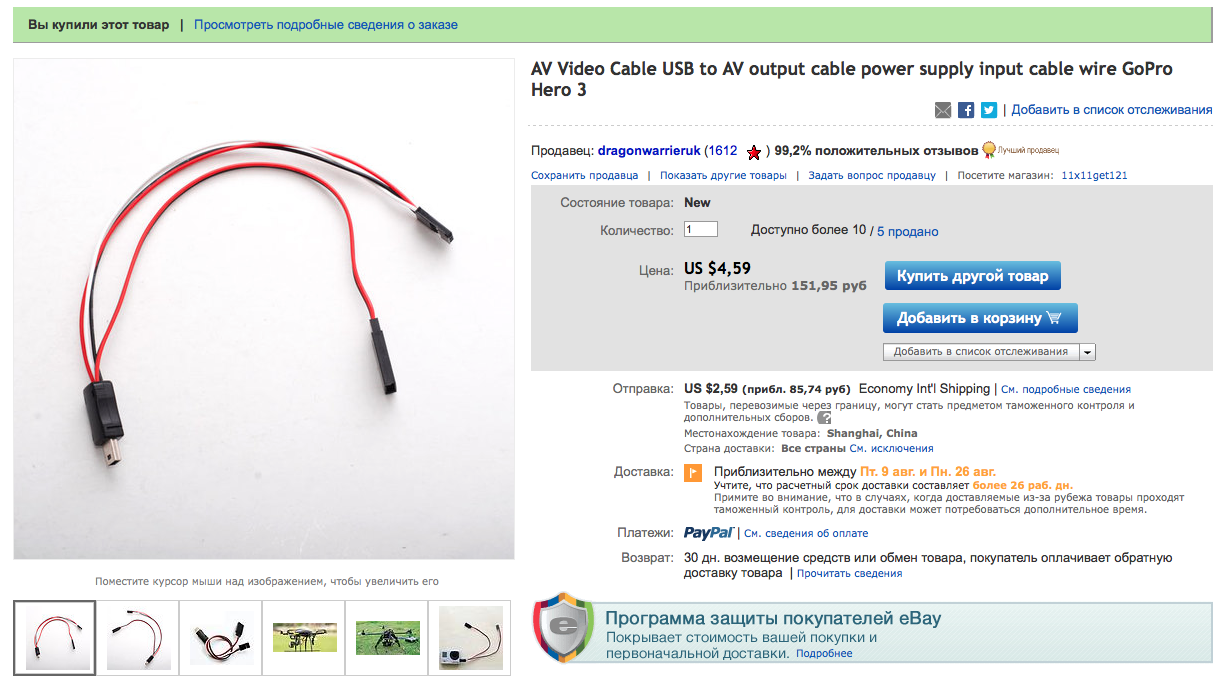 Вы купили этот товар | Просмотреть подробные сведения о заказе
AV Video Cable USB to AV output cable power supply input cable wire GoPro
Hero 3
| Добавить в список отслеживания
Продавец: dragonwarrieruk (1612 ) 99,2% положительных отзывов Лучший продавец
Сохранить продавца | Показать другие товары | Задать вопрос продавцу | Посетите магазин: 11x11get121
Состояние товара: New
Количество: 1 Доступно более 10 / 5 продано
Цена: US $4,59
Приблизительно 151,95 руб
Купить другой товар
Добавить в корзину
Добавить в список отслеживания
Отправка: US $2,59 (прибл. 85,74 руб) Economy Int'l Shipping | См. подробные сведения
Товары, перевозимые через границу, могут стать предметом таможенного контроля и
дополнительных сборов. ?
Местонахождение товара: Shanghai, China
Страна доставки: Все страны См. исключения
Доставка: Приблизительно между Пт. 9 авг. и Пн. 26 авг.
Учтите, что расчетный срок доставки составляет более 26 раб. дн.
Примите во внимание, что в случаях, когда доставляемые из-за рубежа товары проходят
таможенный контроль, для доставки может потребоваться дополнительное время.
Платежи: PayPal | См. сведения об оплате
Возврат: 30 дн. возмещение средств или обмен товара, покупатель оплачивает обратную
доставку товара | Прочитать сведения
Поместите курсор мыши над изображением, чтобы увеличить его
e
Программа защиты покупателей eBay
Покрывает стоимость вашей покупки и
первоначальной доставки. Подробнее